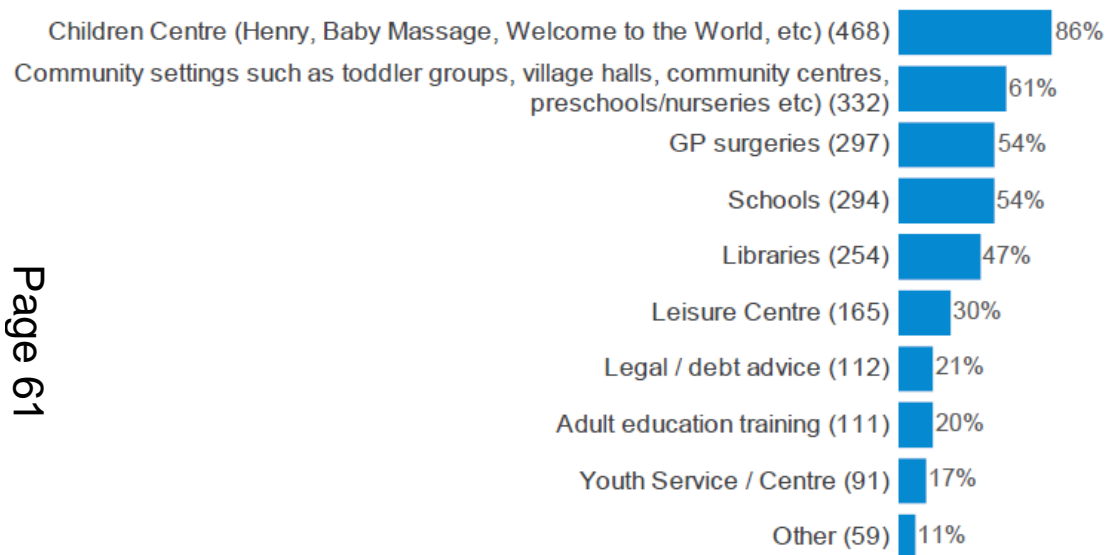 Children Centre (Henry, Baby Massage, Welcome to the World, etc) (468) 86%
Community settings such as toddler groups, village halls, community centres,
preschools/nurseries etc) (332) 61%
GP surgeries (297) 54%
Schools (294) 54%
Libraries (254) 47%
Leisure Centre (165) 30%
Legal / debt advice (112) 21%
Adult education training (111) 20%
Youth Service / Centre (91) 17%
Other (59) 11%
Page 61